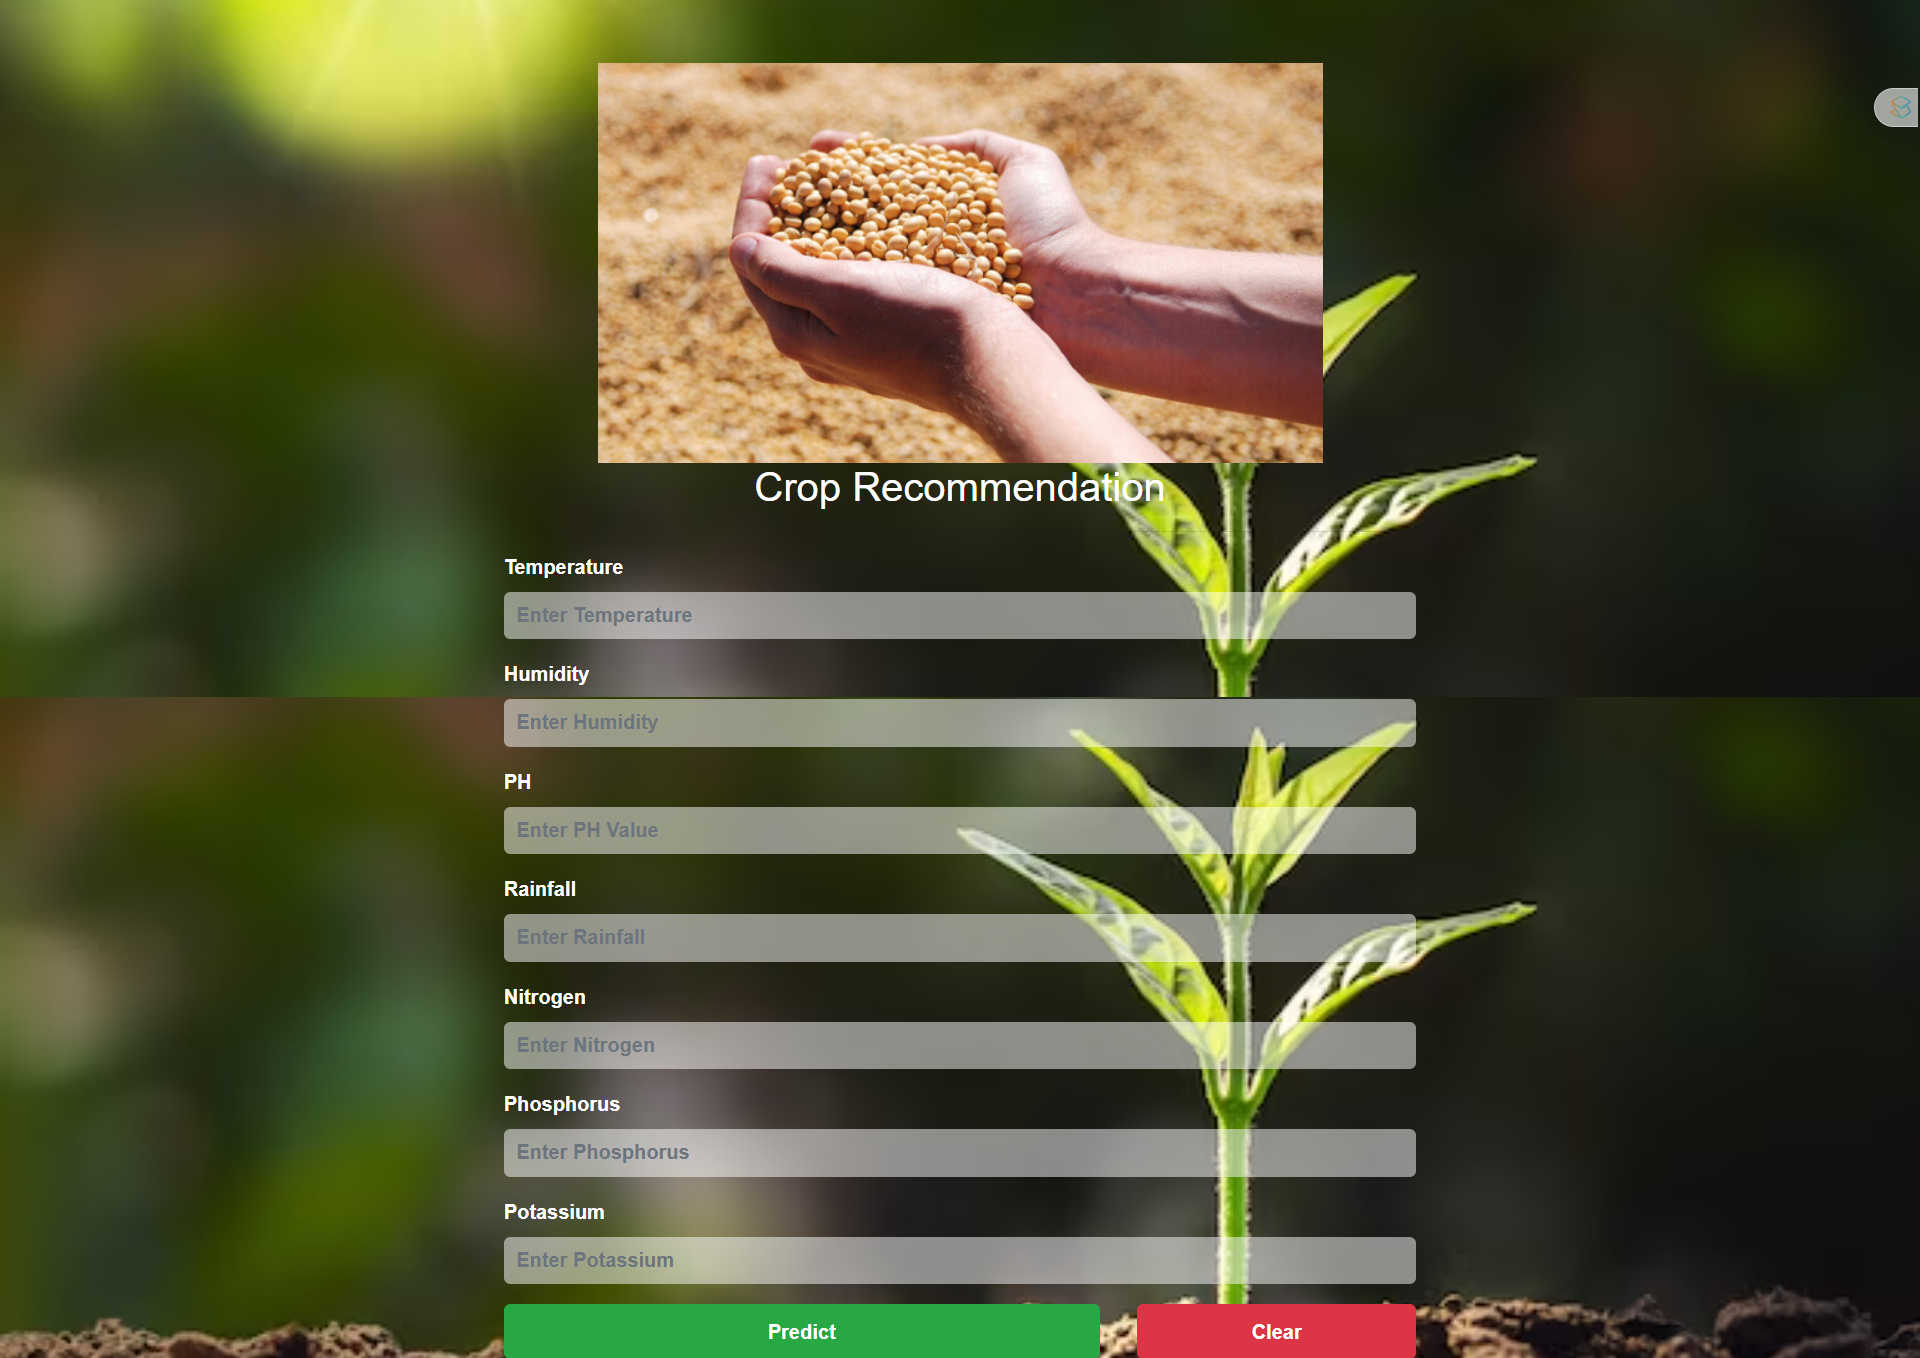 Crop Recommendation
Temperature
Enter Temperature
Humidity
Enter Humidity
PH
Enter PH Value
Rainfall
Enter Rainfall
Nitrogen
Enter Nitrogen
Phosphorus
Enter Phosphorus
Potassium
Enter Potassium
Predict
Clear